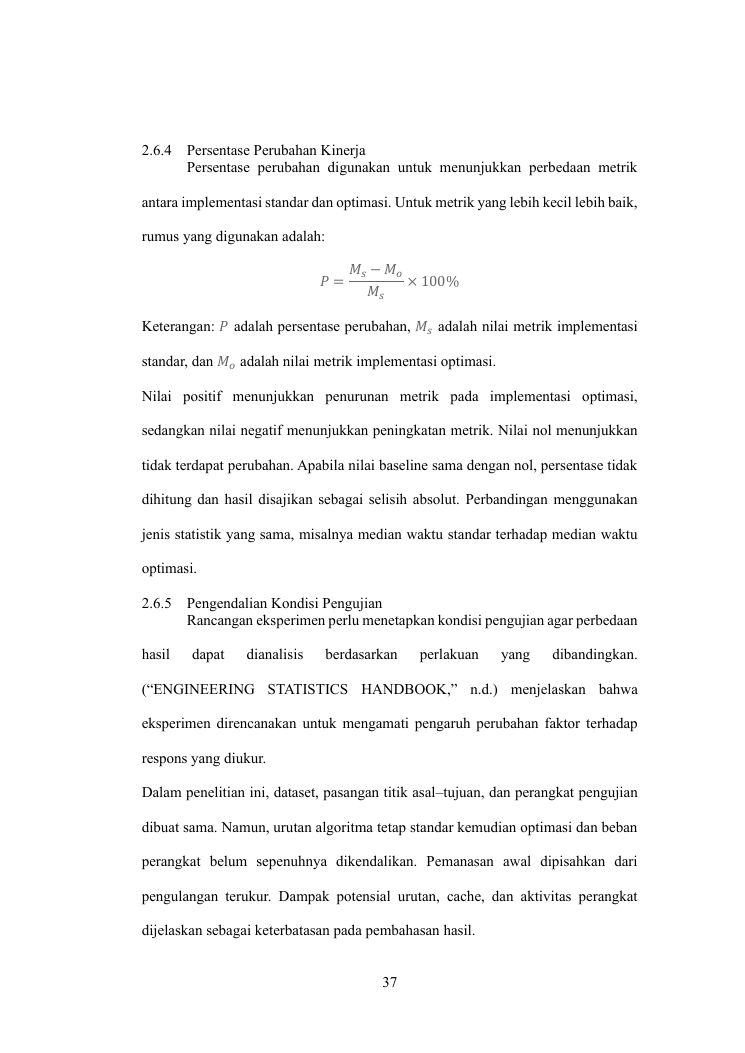 2.6.4 Persentase Perubahan Kinerja
Persentase perubahan digunakan untuk menunjukkan perbedaan metrik
antara implementasi standar dan optimasi. Untuk metrik yang lebih kecil lebih baik,
rumus yang digunakan adalah:
P = (Mₛ − Mₒ) / Mₛ × 100%
Keterangan: P adalah persentase perubahan, Mₛ adalah nilai metrik implementasi
standar, dan Mₒ adalah nilai metrik implementasi optimasi.
Nilai positif menunjukkan penurunan metrik pada implementasi optimasi,
sedangkan nilai negatif menunjukkan peningkatan metrik. Nilai nol menunjukkan
tidak terdapat perubahan. Apabila nilai baseline sama dengan nol, persentase tidak
dihitung dan hasil disajikan sebagai selisih absolut. Perbandingan menggunakan
jenis statistik yang sama, misalnya median waktu standar terhadap median waktu
optimasi.
2.6.5 Pengendalian Kondisi Pengujian
Rancangan eksperimen perlu menetapkan kondisi pengujian agar perbedaan
hasil dapat dianalisis berdasarkan perlakuan yang dibandingkan.
(“ENGINEERING STATISTICS HANDBOOK,” n.d.) menjelaskan bahwa
eksperimen direncanakan untuk mengamati pengaruh perubahan faktor terhadap
respons yang diukur.
Dalam penelitian ini, dataset, pasangan titik asal–tujuan, dan perangkat pengujian
dibuat sama. Namun, urutan algoritma tetap standar kemudian optimasi dan beban
perangkat belum sepenuhnya dikendalikan. Pemanasan awal dipisahkan dari
pengulangan terukur. Dampak potensial urutan, cache, dan aktivitas perangkat
dijelaskan sebagai keterbatasan pada pembahasan hasil.
37